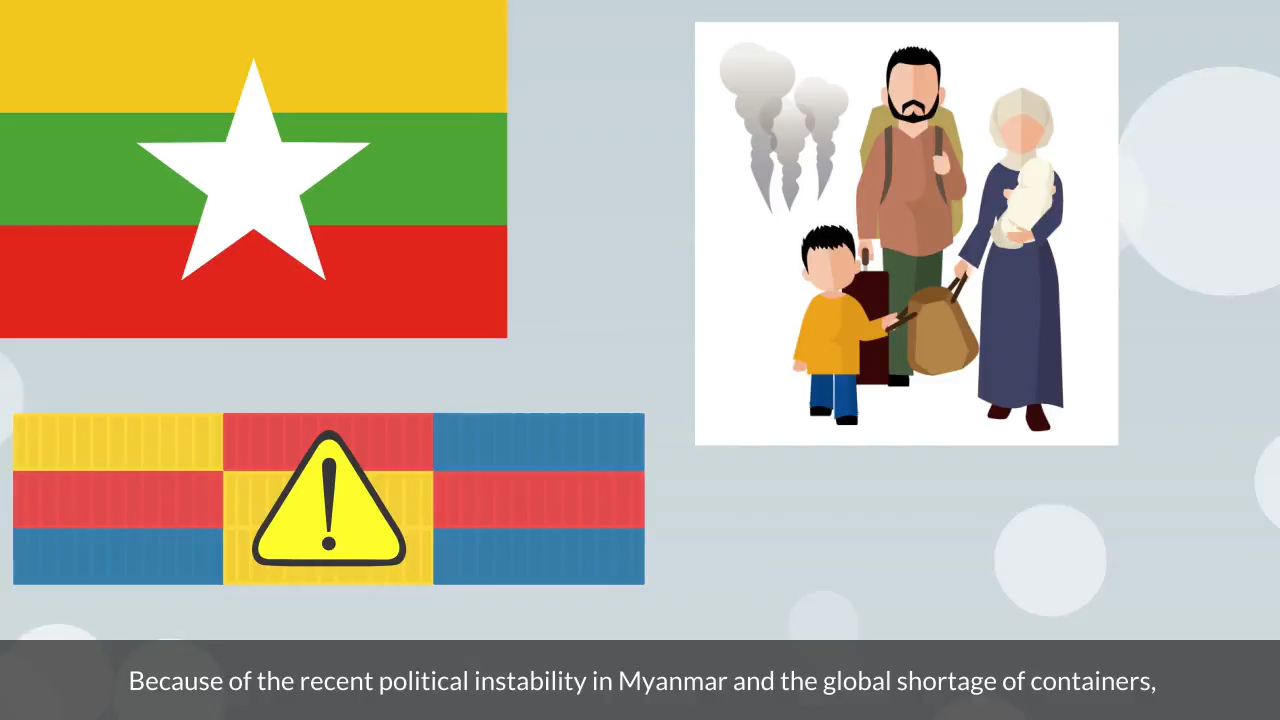 Because of the recent political instability in Myanmar and the global shortage of containers,